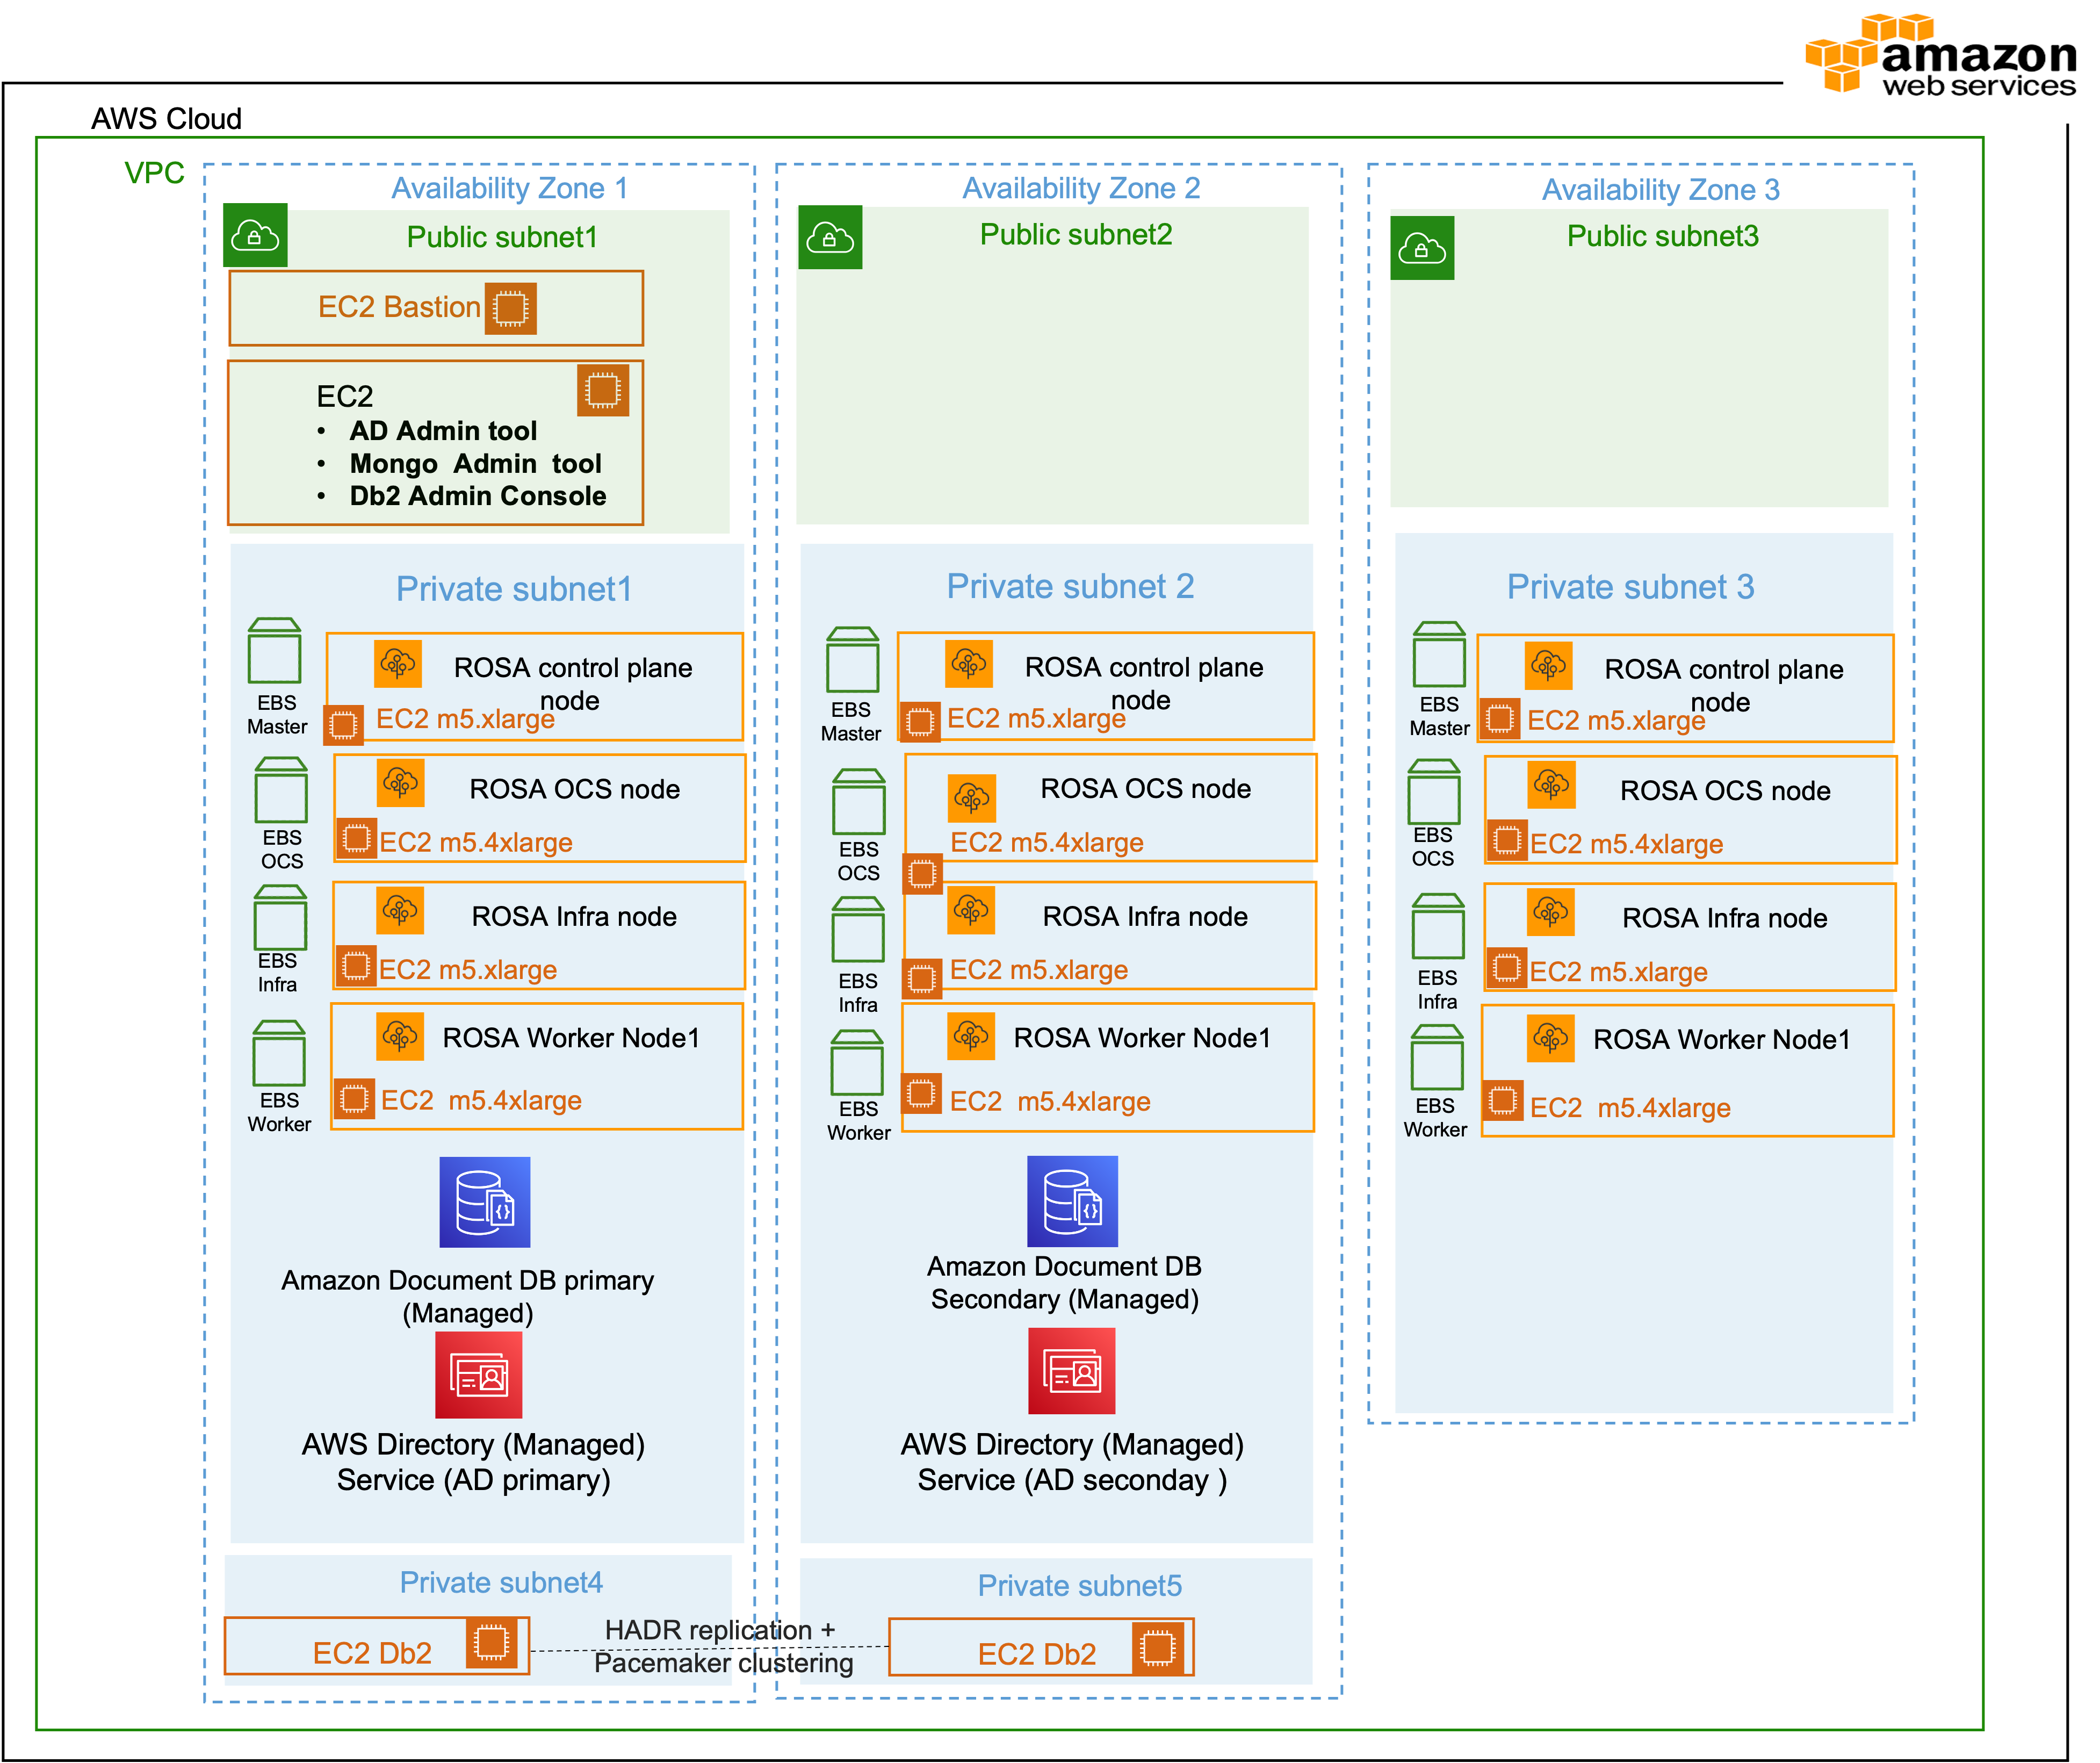 amazon
web services
AWS Cloud
VPC
Availability Zone 1
Public subnet1
EC2 Bastion
EC2
• AD Admin tool
• Mongo Admin tool
• Db2 Admin Console
Private subnet1
EBS
Master
ROSA control plane
node
EC2 m5.xlarge
EBS
OCS
ROSA OCS node
EC2 m5.4xlarge
EBS
Infra
ROSA Infra node
EC2 m5.xlarge
EBS
Worker
ROSA Worker Node1
EC2 m5.4xlarge
Amazon Document DB primary
(Managed)
AWS Directory (Managed)
Service (AD primary)
Private subnet4
EC2 Db2
HADR replication +
Pacemaker clustering
Availability Zone 2
Public subnet2
Private subnet 2
EBS
Master
ROSA control plane
node
EC2 m5.xlarge
EBS
OCS
ROSA OCS node
EC2 m5.4xlarge
EBS
Infra
ROSA Infra node
EC2 m5.xlarge
EBS
Worker
ROSA Worker Node1
EC2 m5.4xlarge
Amazon Document DB
Secondary (Managed)
AWS Directory (Managed)
Service (AD seconday )
Private subnet5
EC2 Db2
Availability Zone 3
Public subnet3
Private subnet 3
EBS
Master
ROSA control plane
node
EC2 m5.xlarge
EBS
OCS
ROSA OCS node
EC2 m5.4xlarge
EBS
Infra
ROSA Infra node
EC2 m5.xlarge
EBS
Worker
ROSA Worker Node1
EC2 m5.4xlarge